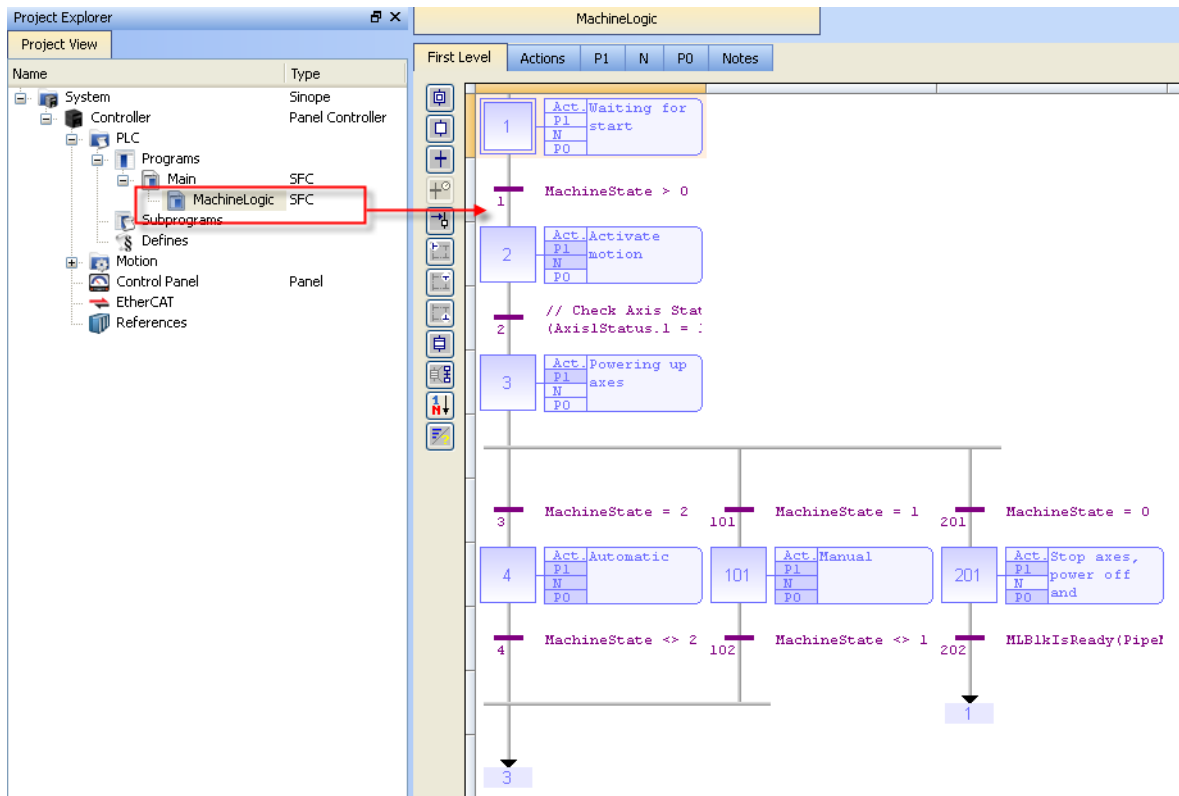 Project Explorer
Project View
Name Type
System Sinope
Controller Panel Controller
PLC
Programs
Main SFC
MachineLogic SFC
Subprograms
Defines
Motion
Control Panel Panel
EtherCAT
References
MachineLogic
First Level Actions P1 N P0 Notes
1
Act. Waiting for
P1 start
N
P0
1 MachineState > 0
2
Act. Activate
P1 motion
N
P0
// Check Axis Stat
2 (Axis1Status.1 =
3
Act. Powering up
P1 axes
N
P0
3 MachineState = 2
101 MachineState = 1
201 MachineState = 0
4
Act. Automatic
P1
N
P0
101
Act. Manual
P1
N
P0
201
Act. Stop axes,
P1 power off
N and
P0
4 MachineState <> 2
102 MachineState <> 1
202 MLBlkIsReady(Pipe
1
3